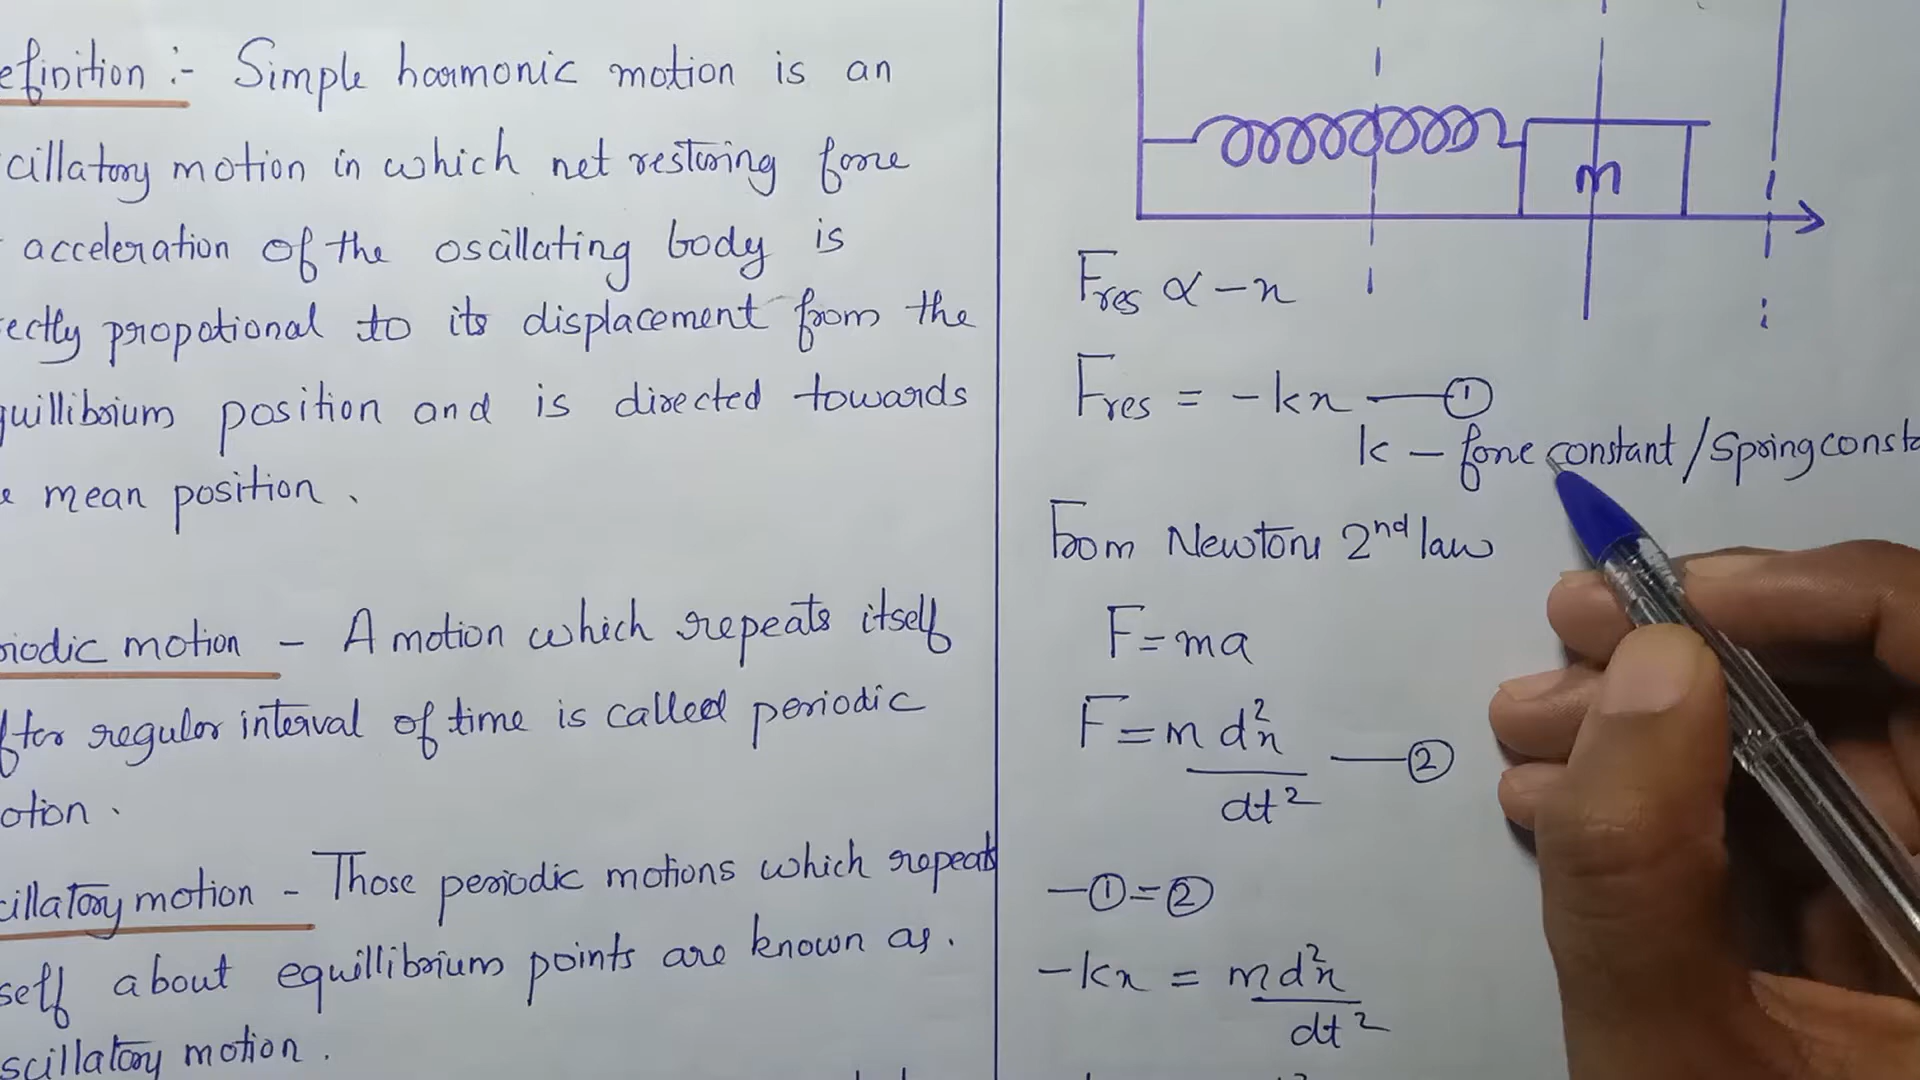 efinition :- Simple harmonic motion is an
cillatory motion in which net restoring force
acceleration of the oscillating body is
ectly propotional to its displacement from the
quillibrium position and is directed towards
e mean position .
riodic motion - A motion which repeats itself
fter regular interval of time is called periodic
otion .
cillatory motion - Those periodic motions which repeats
self about equillibrium points are known as .
scillatory motion .
m
Fres ∝ -x
Fres = -kx —①
k - force constant / Spring consta
From Newtons 2nd law
F = ma
F = m d²x
dt² —②
— ① = ②
-kx = m d²x
dt²